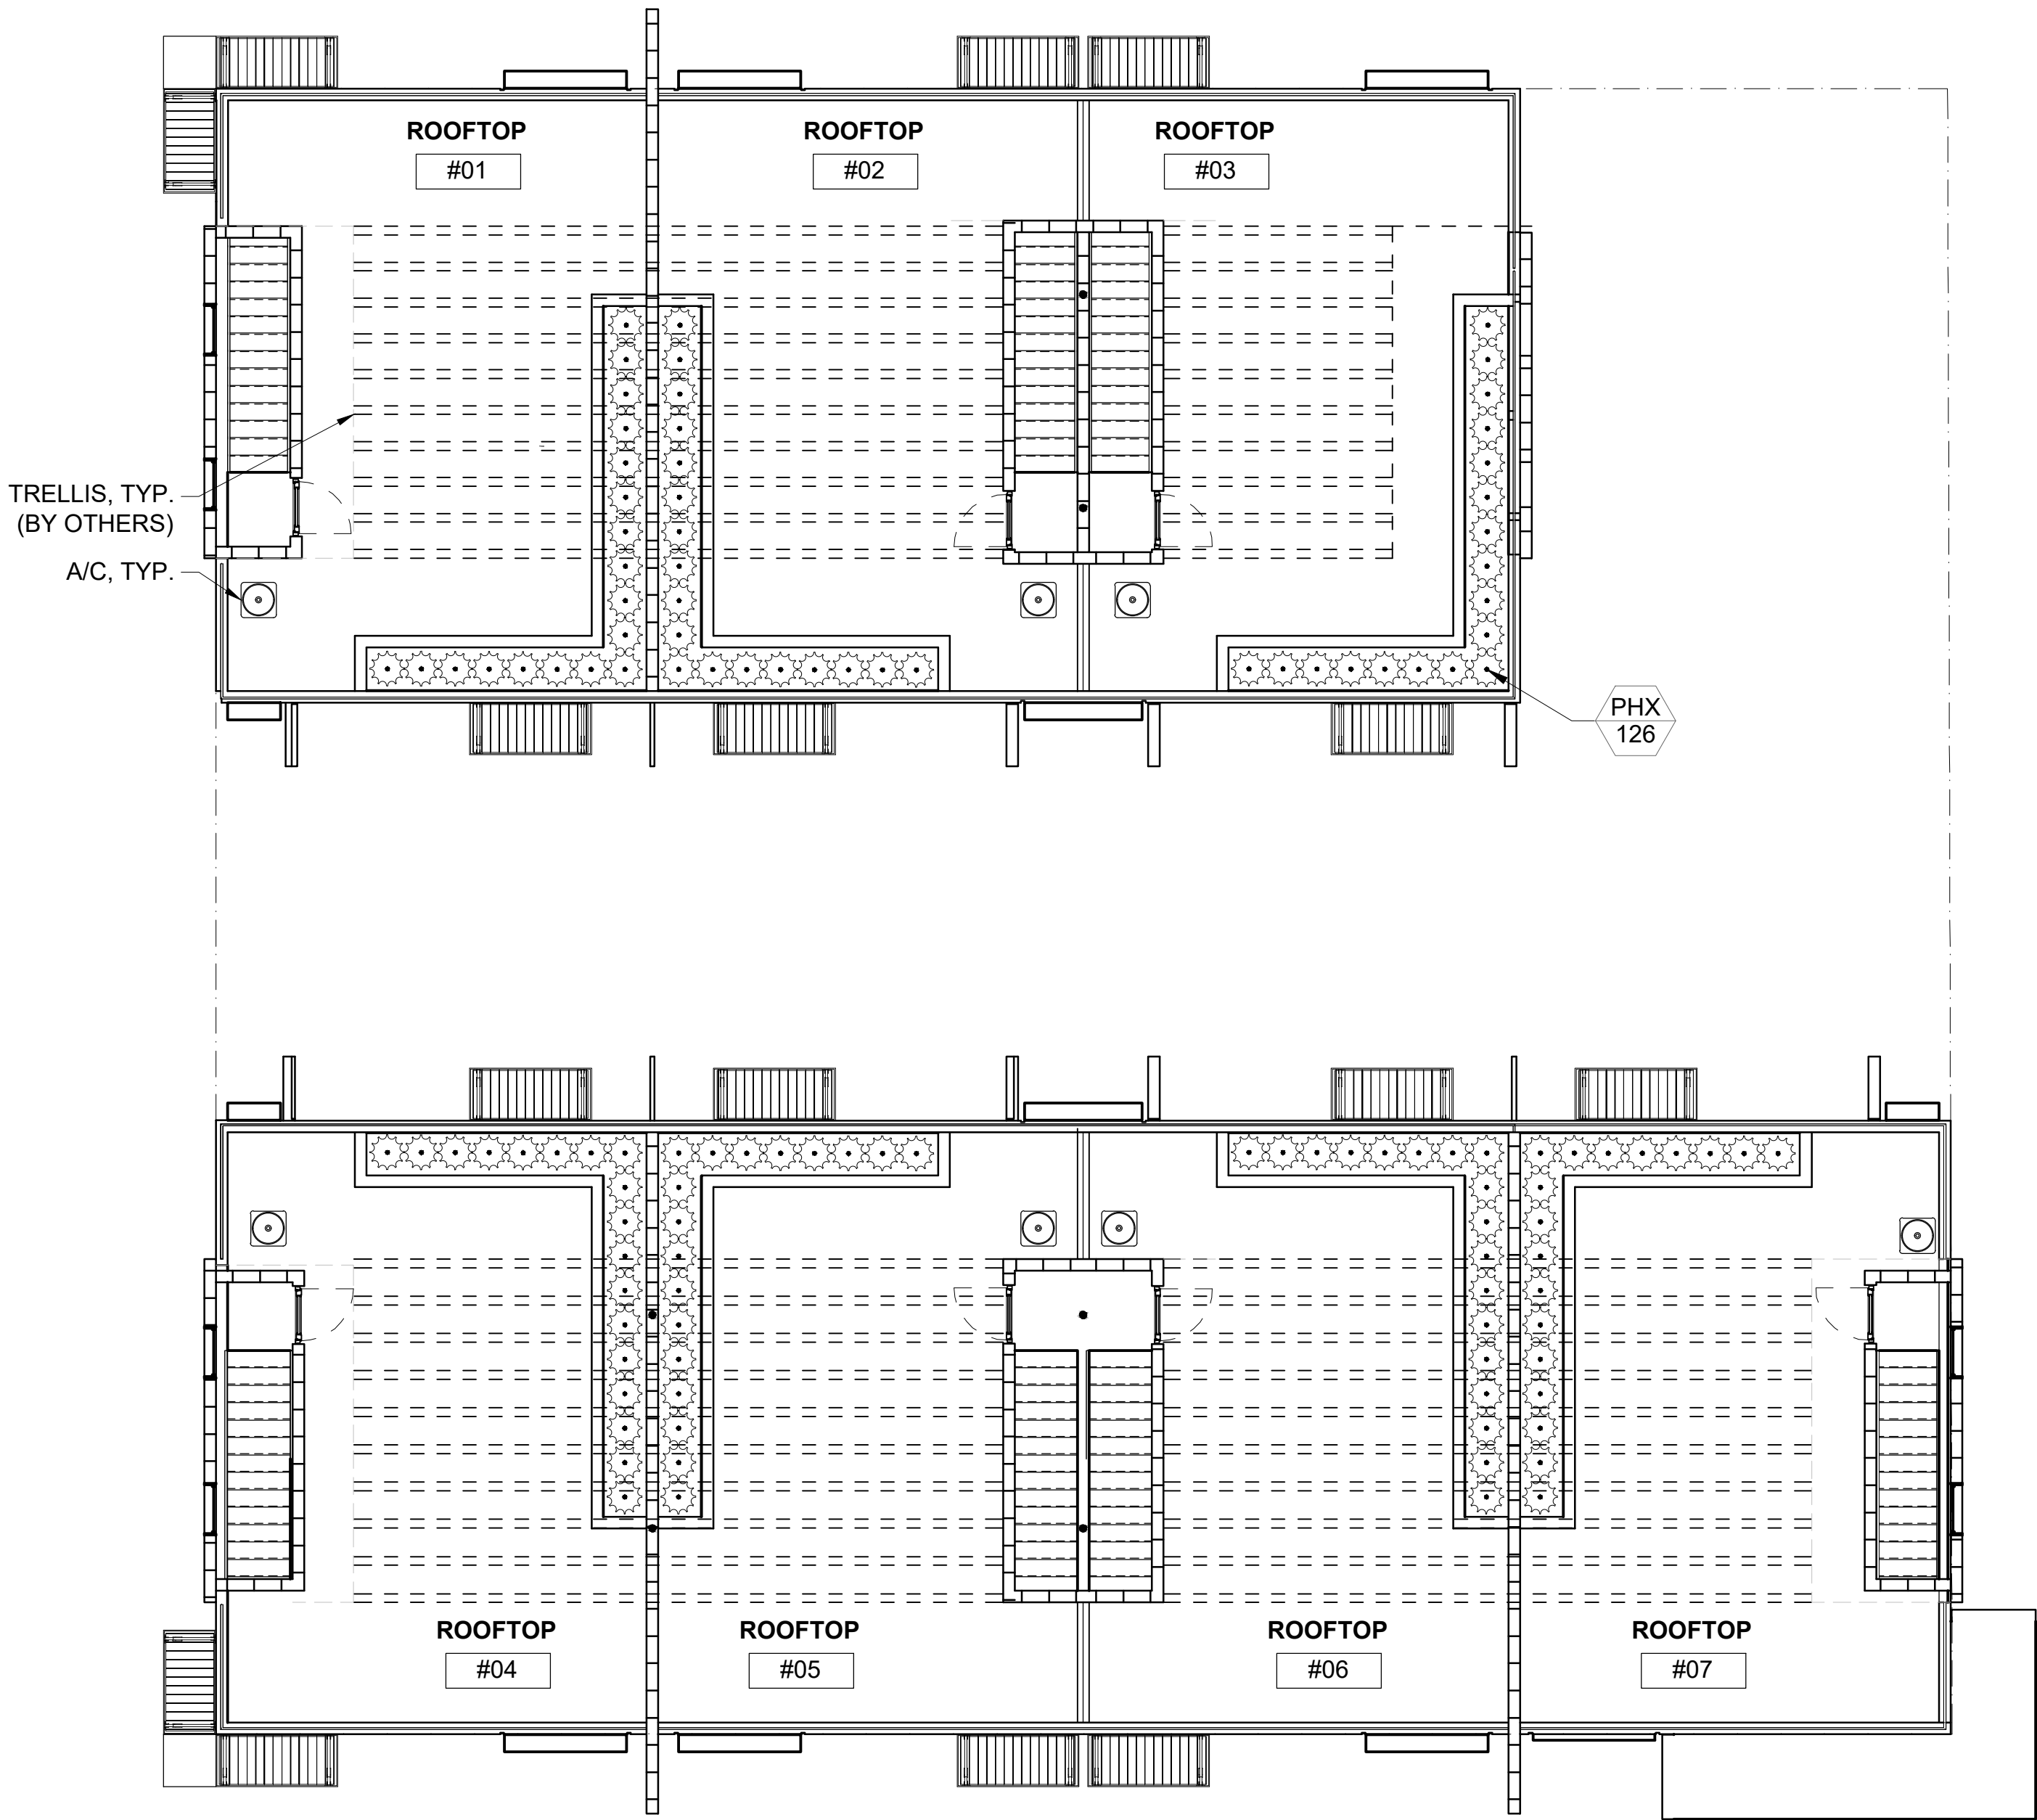 ROOFTOP
#01
ROOFTOP
#02
ROOFTOP
#03
TRELLIS, TYP.
(BY OTHERS)
A/C, TYP.
PHX
126
ROOFTOP
#04
ROOFTOP
#05
ROOFTOP
#06
ROOFTOP
#07